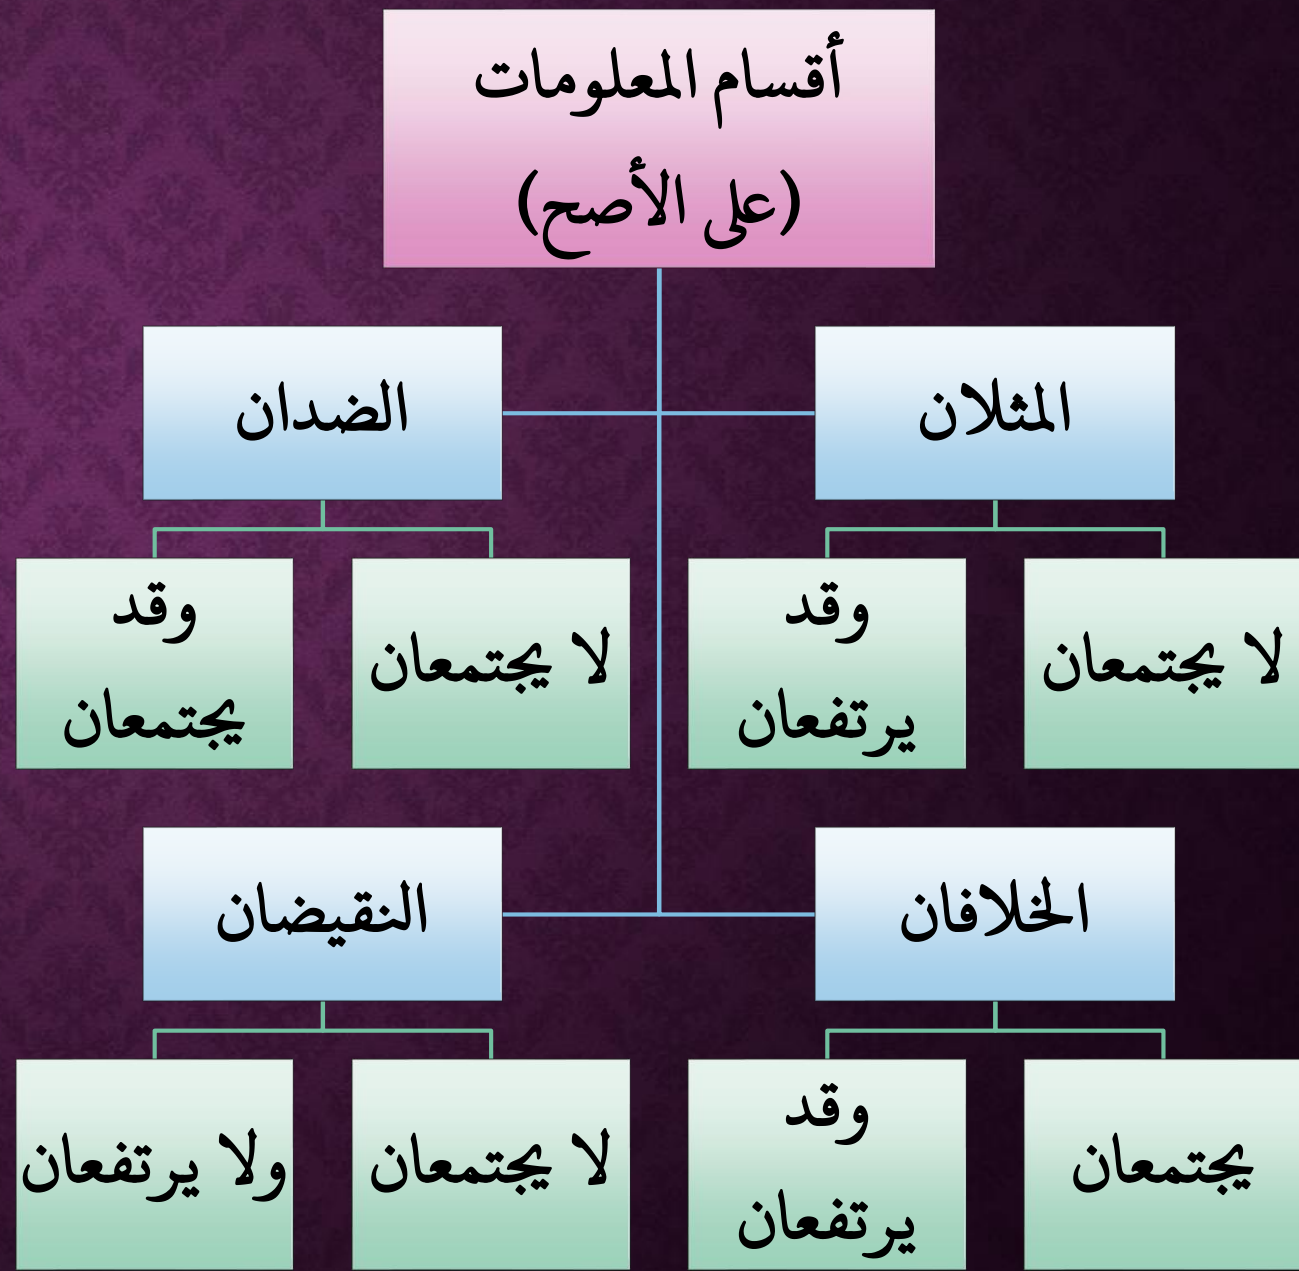 أقسام المعلومات
(على الأصح)
المثلان
الضدان
لا يجتمعان
وقد
يرتفعان
لا يجتمعان
وقد
يجتمعان
الخلافان
النقيضان
يجتمعان
وقد
يرتفعان
لا يجتمعان
ولا يرتفعان